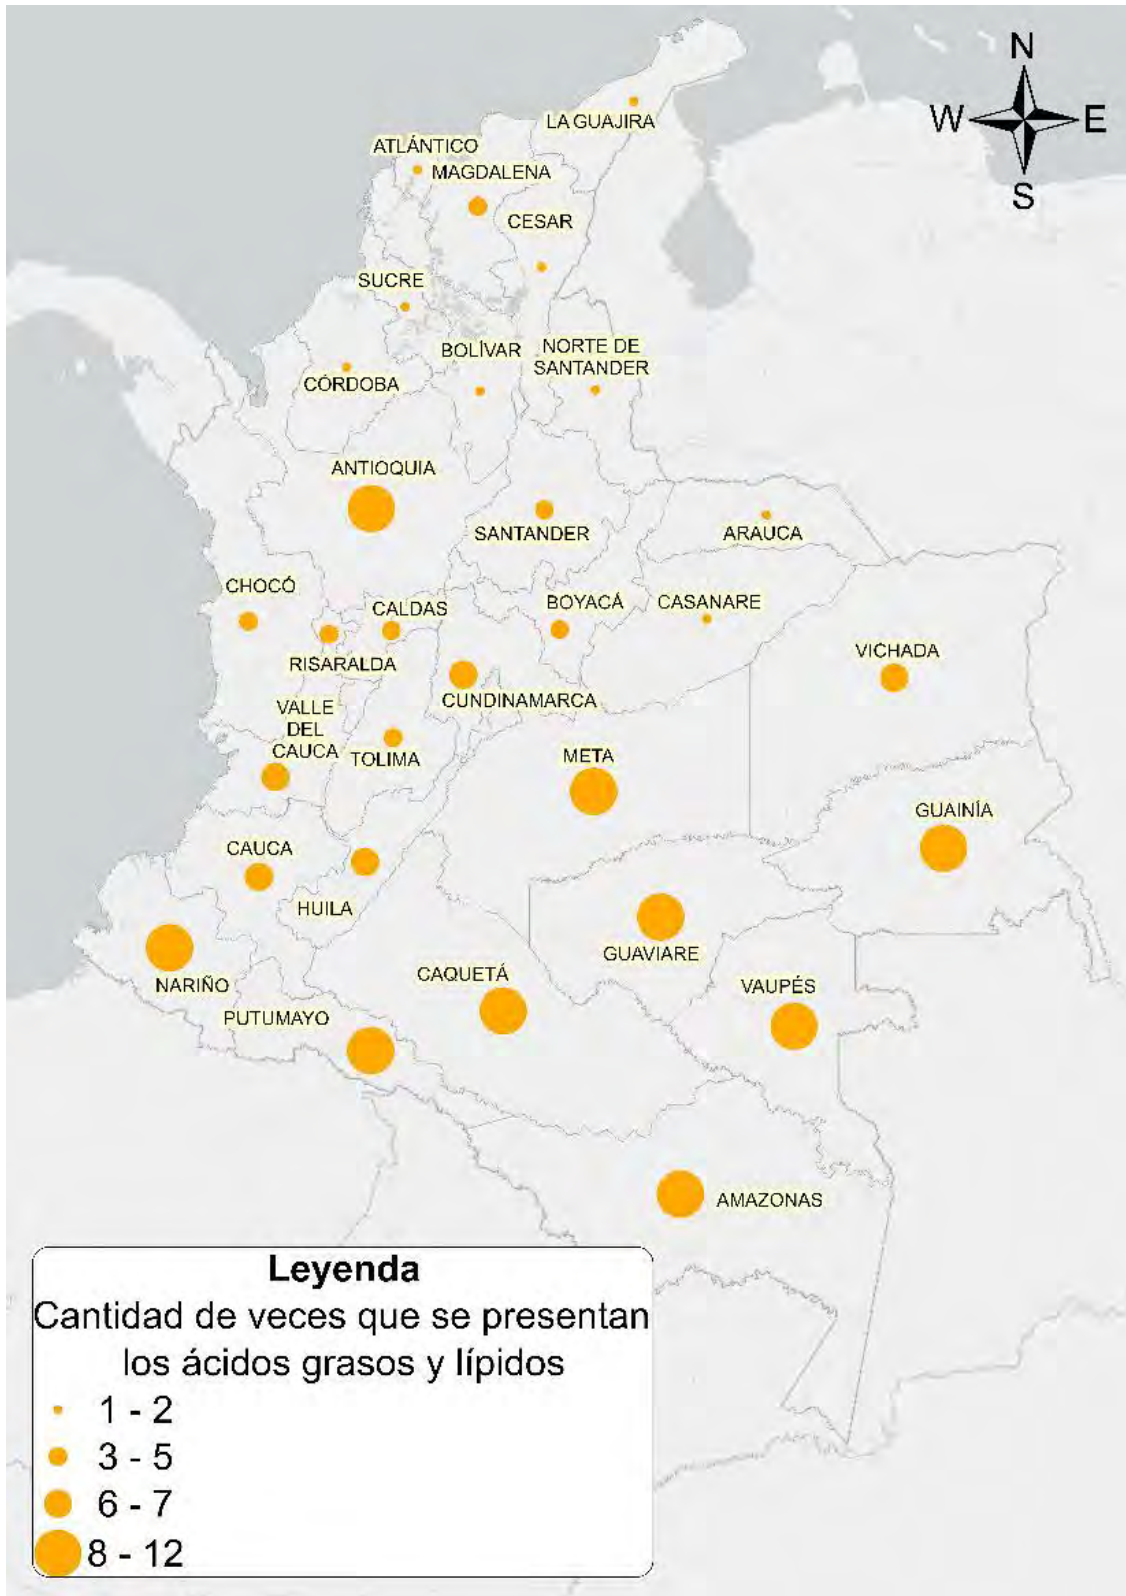 N
W E
S
LA GUAJIRA
ATLÁNTICO
MAGDALENA
CESAR
SUCRE
BOLÍVAR
NORTE DE
SANTANDER
CÓRDOBA
ANTIOQUIA
SANTANDER
ARAUCA
CHOCÓ
CALDAS
BOYACÁ
CASANARE
RISARALDA
VICHADA
CUNDINAMARCA
VALLE
DEL
CAUCA
TOLIMA
META
GUAINÍA
CAUCA
HUILA
GUAVIARE
CAQUETÁ
NARIÑO
VAUPÉS
PUTUMAYO
AMAZONAS
Leyenda
Cantidad de veces que se presentan
los ácidos grasos y lípidos
1 - 2
3 - 5
6 - 7
8 - 12